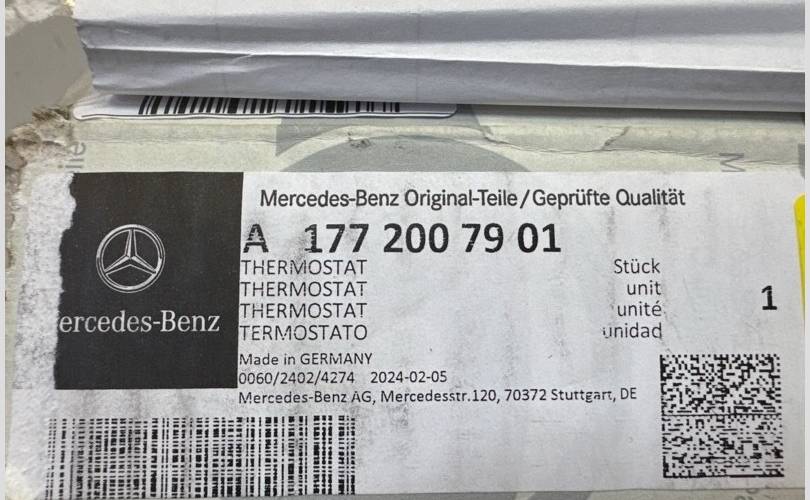 Mercedes-Benz Original-Teile/Geprüfte Qualität
A 177 200 79 01
THERMOSTAT Stück
THERMOSTAT unit
THERMOSTAT unité
TERMOSTATO unidad
1
ercedes-Benz
Made in GERMANY
0060/2402/4274 2024-02-05
Mercedes-Benz AG, Mercedesstr.120, 70372 Stuttgart, DE